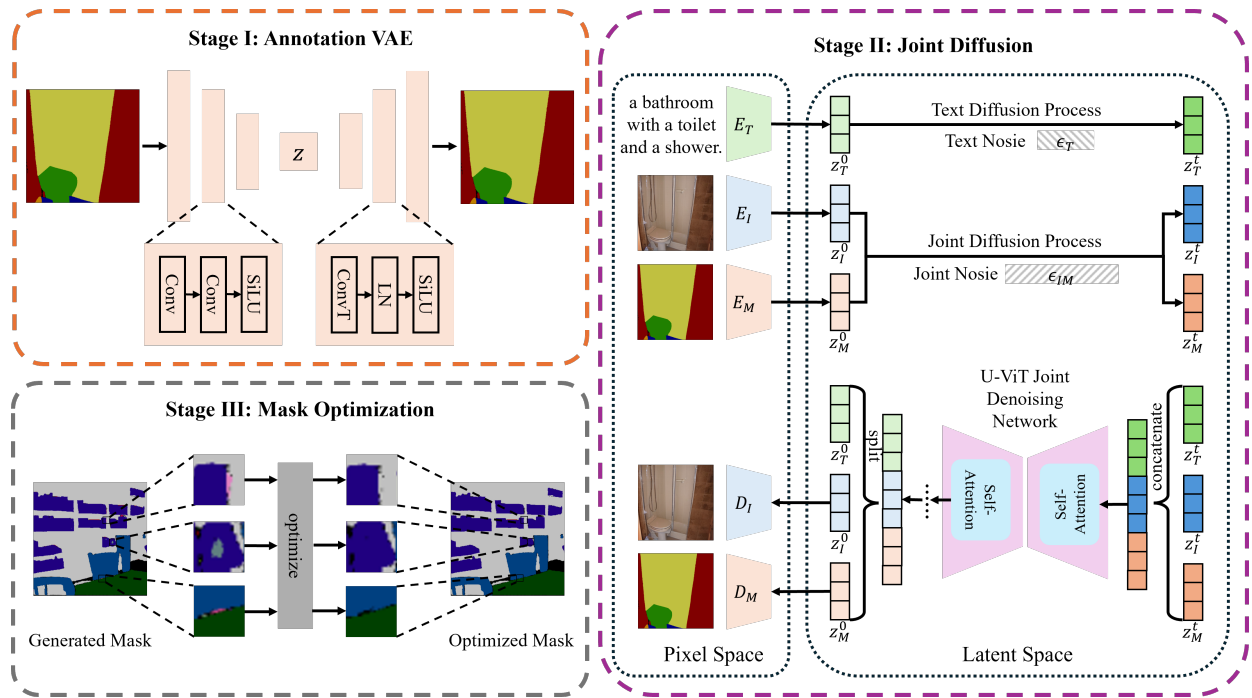 Stage I: Annotation VAE
Z
Conv
Conv
SiLU
ConvT
LN
SiLU
Stage III: Mask Optimization
optimize
Generated Mask
Optimized Mask
Stage II: Joint Diffusion
a bathroom
with a toilet
and a shower.
E_T
z_T^0
Text Diffusion Process
Text Nosie
ϵ_T
z_T^t
E_I
z_I^0
Joint Diffusion Process
Joint Nosie
ϵ_IM
z_I^t
E_M
z_M^0
z_M^t
U-ViT Joint
Denoising
Network
z_T^0
split
Self-
Attention
Self-
Attention
concatenate
z_T^t
D_I
z_I^0
z_I^t
D_M
z_M^0
z_M^t
Pixel Space
Latent Space